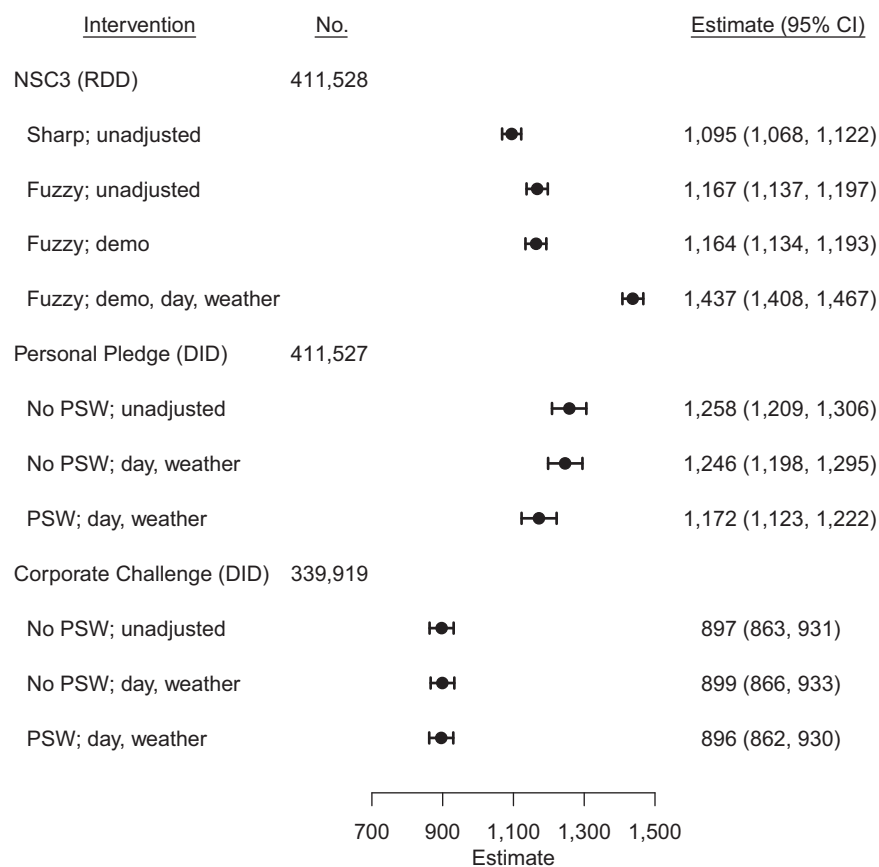 Intervention No. Estimate (95% CI)
NSC3 (RDD) 411,528
Sharp; unadjusted 1,095 (1,068, 1,122)
Fuzzy; unadjusted 1,167 (1,137, 1,197)
Fuzzy; demo 1,164 (1,134, 1,193)
Fuzzy; demo, day, weather 1,437 (1,408, 1,467)
Personal Pledge (DID) 411,527
No PSW; unadjusted 1,258 (1,209, 1,306)
No PSW; day, weather 1,246 (1,198, 1,295)
PSW; day, weather 1,172 (1,123, 1,222)
Corporate Challenge (DID) 339,919
No PSW; unadjusted 897 (863, 931)
No PSW; day, weather 899 (866, 933)
PSW; day, weather 896 (862, 930)
700 900 1,100 1,300 1,500
Estimate